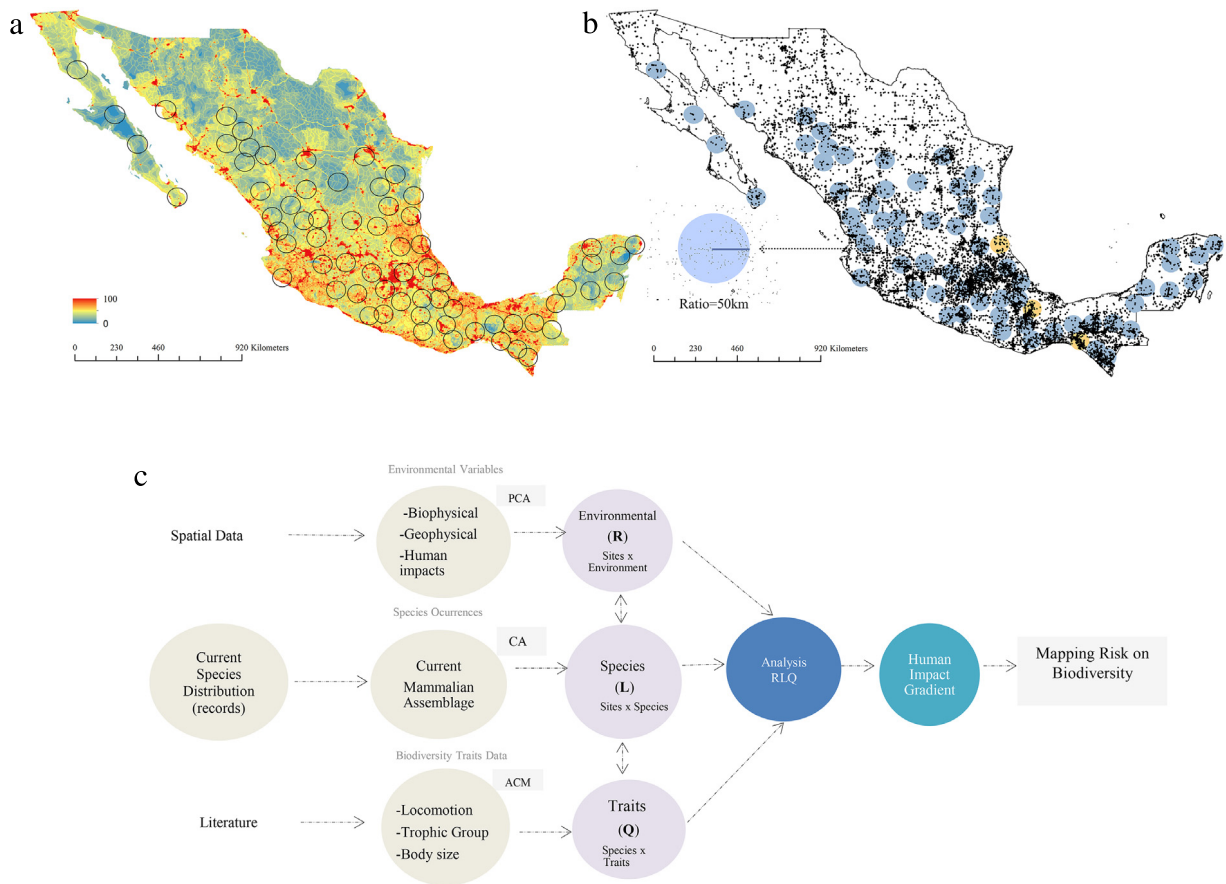 a
100
0
0 230 460 920 Kilometers
b
Ratio=50km
0 230 460 920 Kilometers
c
Environmental Variables
PCA
Spatial Data
-Biophysical
-Geophysical
-Human
impacts
Environmental
(R)
Sites x
Environment
Species Ocurrences
CA
Current
Species
Distribution
(records)
Current
Mammalian
Assemblage
Species
(L)
Sites x Species
Analysis
RLQ
Human
Impact
Gradient
Mapping Risk on
Biodiversity
Biodiversity Traits Data
ACM
Literature
-Locomotion
-Trophic Group
-Body size
Traits
(Q)
Species x
Traits